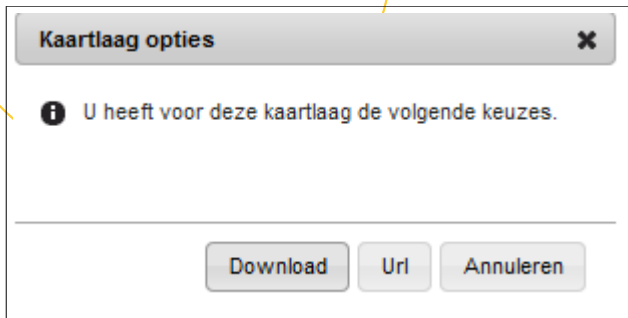 Kaartlaag opties
U heeft voor deze kaartlaag de volgende keuzes.
Download Url Annuleren